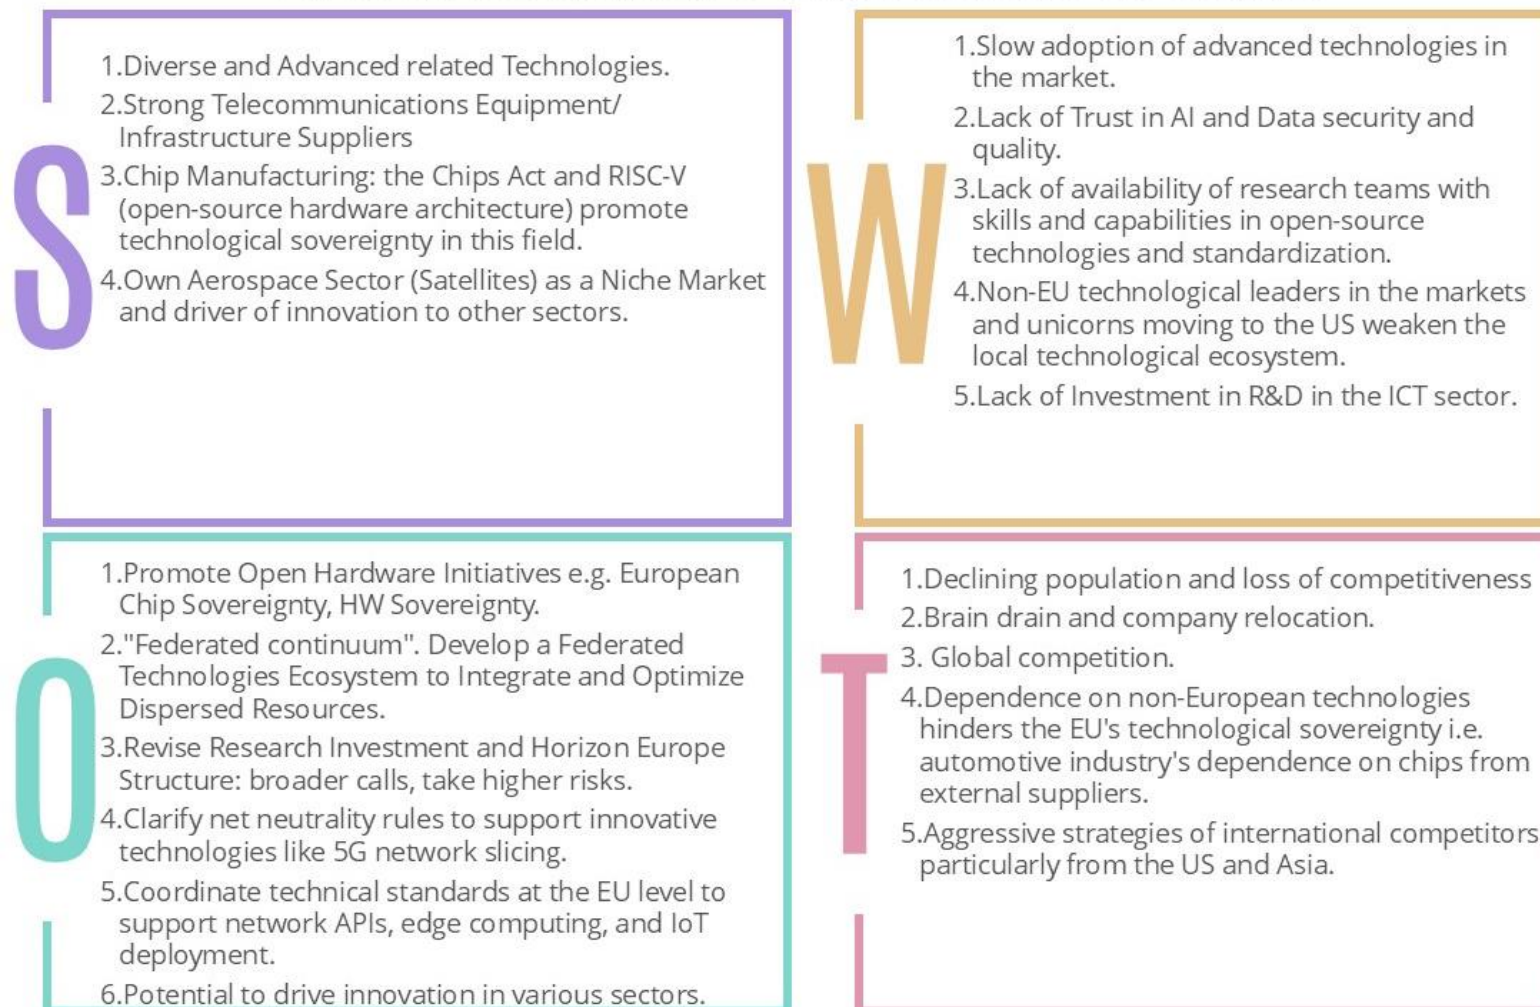 S
1.Diverse and Advanced related Technologies.
2.Strong Telecommunications Equipment/
Infrastructure Suppliers
3.Chip Manufacturing: the Chips Act and RISC-V
(open-source hardware architecture) promote
technological sovereignty in this field.
4.Own Aerospace Sector (Satellites) as a Niche Market
and driver of innovation to other sectors.
W
1.Slow adoption of advanced technologies in
the market.
2.Lack of Trust in AI and Data security and
quality.
3.Lack of availability of research teams with
skills and capabilities in open-source
technologies and standardization.
4.Non-EU technological leaders in the markets
and unicorns moving to the US weaken the
local technological ecosystem.
5.Lack of Investment in R&D in the ICT sector.
O
1.Promote Open Hardware Initiatives e.g. European
Chip Sovereignty, HW Sovereignty.
2."Federated continuum". Develop a Federated
Technologies Ecosystem to Integrate and Optimize
Dispersed Resources.
3.Revise Research Investment and Horizon Europe
Structure: broader calls, take higher risks.
4.Clarify net neutrality rules to support innovative
technologies like 5G network slicing.
5.Coordinate technical standards at the EU level to
support network APIs, edge computing, and IoT
deployment.
6.Potential to drive innovation in various sectors.
T
1.Declining population and loss of competitiveness
2.Brain drain and company relocation.
3. Global competition.
4.Dependence on non-European technologies
hinders the EU's technological sovereignty i.e.
automotive industry's dependence on chips from
external suppliers.
5.Aggressive strategies of international competitors
particularly from the US and Asia.